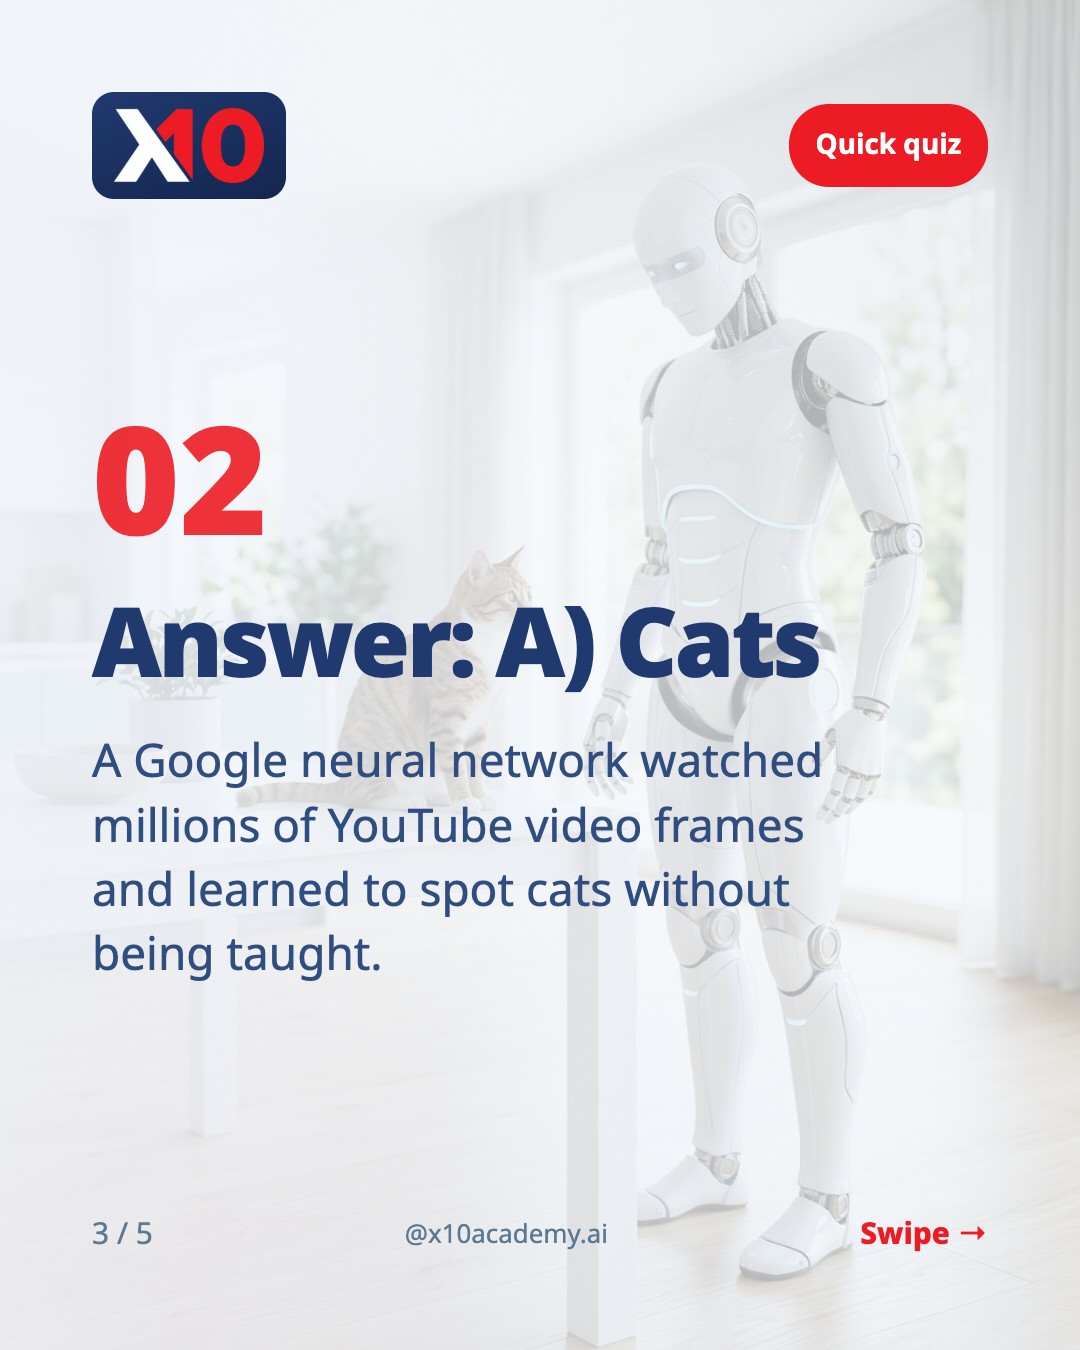 X10
Quick quiz
02
Answer: A) Cats
A Google neural network watched
millions of YouTube video frames
and learned to spot cats without
being taught.
3 / 5
@x10academy.ai
Swipe →